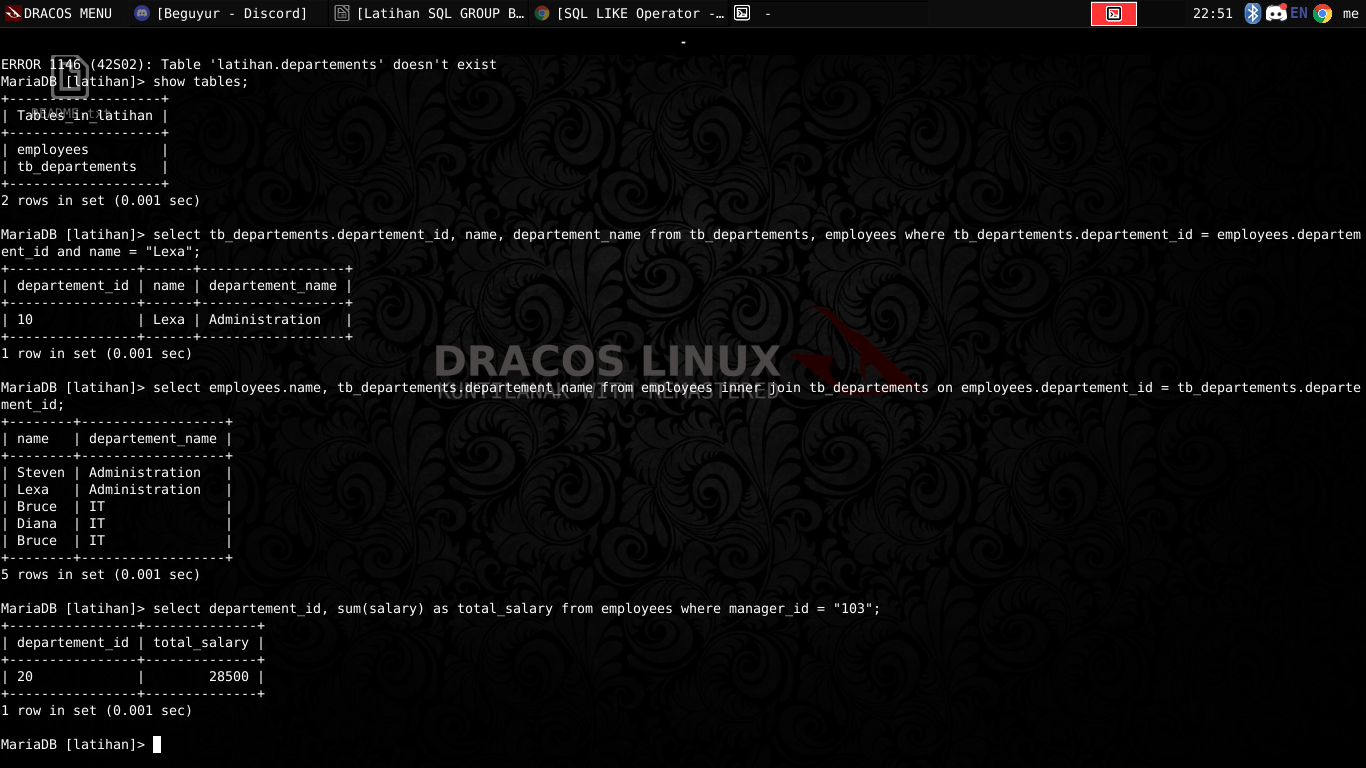 DRACOS MENU [Beguyur - Discord] [Latihan SQL GROUP B... [SQL LIKE Operator -... - 22:51 EN me
-
ERROR 1146 (42S02): Table 'latihan.departements' doesn't exist
MariaDB [latihan]> show tables;
+-------------------+
| Tables_in_latihan |
+-------------------+
| employees         |
| tb_departements   |
+-------------------+
2 rows in set (0.001 sec)
README.txt
MariaDB [latihan]> select tb_departements.departement_id, name, departement_name from tb_departements, employees where tb_departements.departement_id = employees.departem
ent_id and name = "Lexa";
+----------------+------+------------------+
| departement_id | name | departement_name |
+----------------+------+------------------+
| 10             | Lexa | Administration   |
+----------------+------+------------------+
1 row in set (0.001 sec)
DRACOS LINUX
KUNTILANAK WITH REMASTERED
MariaDB [latihan]> select employees.name, tb_departements.departement_name from employees inner join tb_departements on employees.departement_id = tb_departements.departe
ment_id;
+--------+------------------+
| name   | departement_name |
+--------+------------------+
| Steven | Administration   |
| Lexa   | Administration   |
| Bruce  | IT               |
| Diana  | IT               |
| Bruce  | IT               |
+--------+------------------+
5 rows in set (0.001 sec)
MariaDB [latihan]> select departement_id, sum(salary) as total_salary from employees where manager_id = "103";
+----------------+--------------+
| departement_id | total_salary |
+----------------+--------------+
| 20             |        28500 |
+----------------+--------------+
1 row in set (0.001 sec)
MariaDB [latihan]>